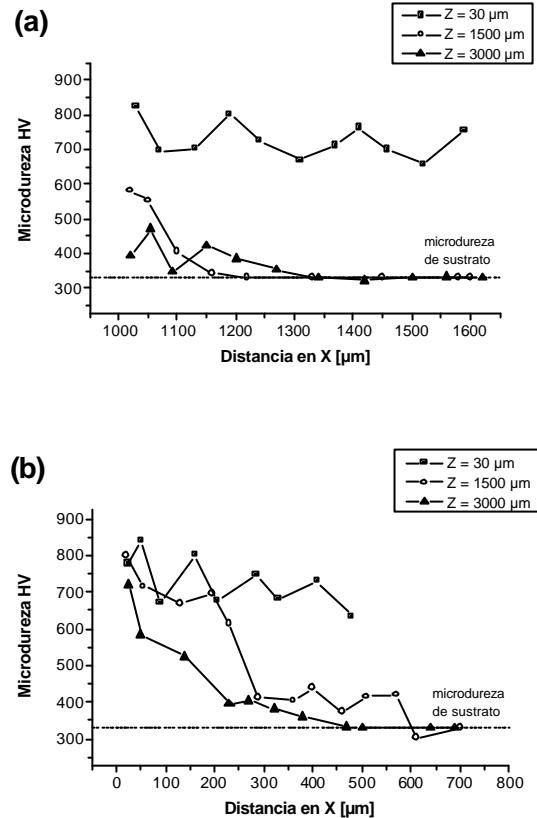 (a)
Z = 30 µm
Z = 1500 µm
Z = 3000 µm
900
800
700
600
500
400
300
Microdureza HV
microdureza
de sustrato
1000 1100 1200 1300 1400 1500 1600
Distancia en X [µm]
(b)
Z = 30 µm
Z = 1500 µm
Z = 3000 µm
900
800
700
600
500
400
300
Microdureza HV
microdureza
de sustrato
0 100 200 300 400 500 600 700 800
Distancia en X [µm]